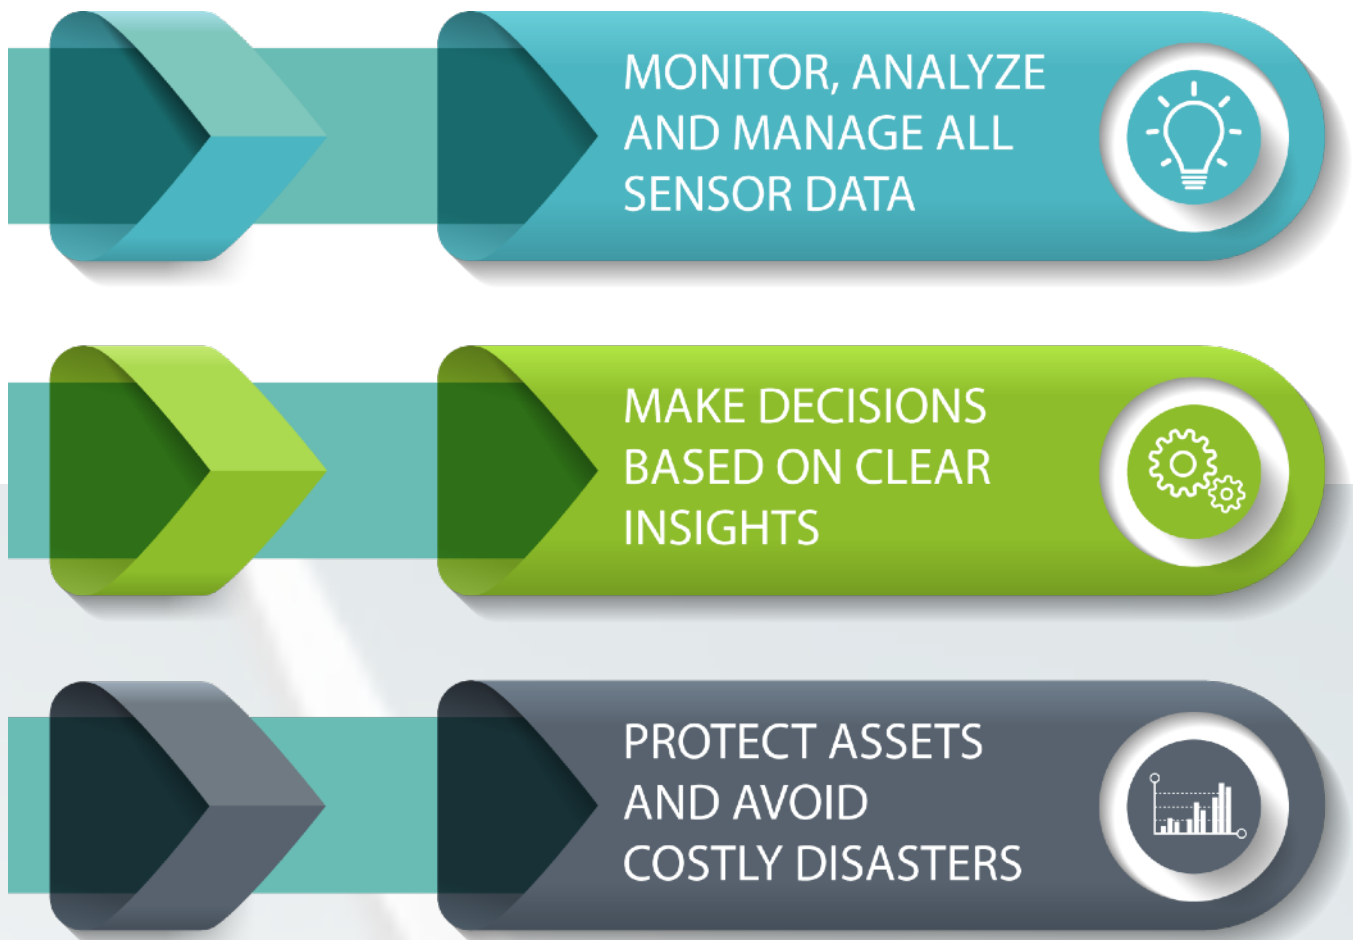 MONITOR, ANALYZE
AND MANAGE ALL
SENSOR DATA
MAKE DECISIONS
BASED ON CLEAR
INSIGHTS
PROTECT ASSETS
AND AVOID
COSTLY DISASTERS